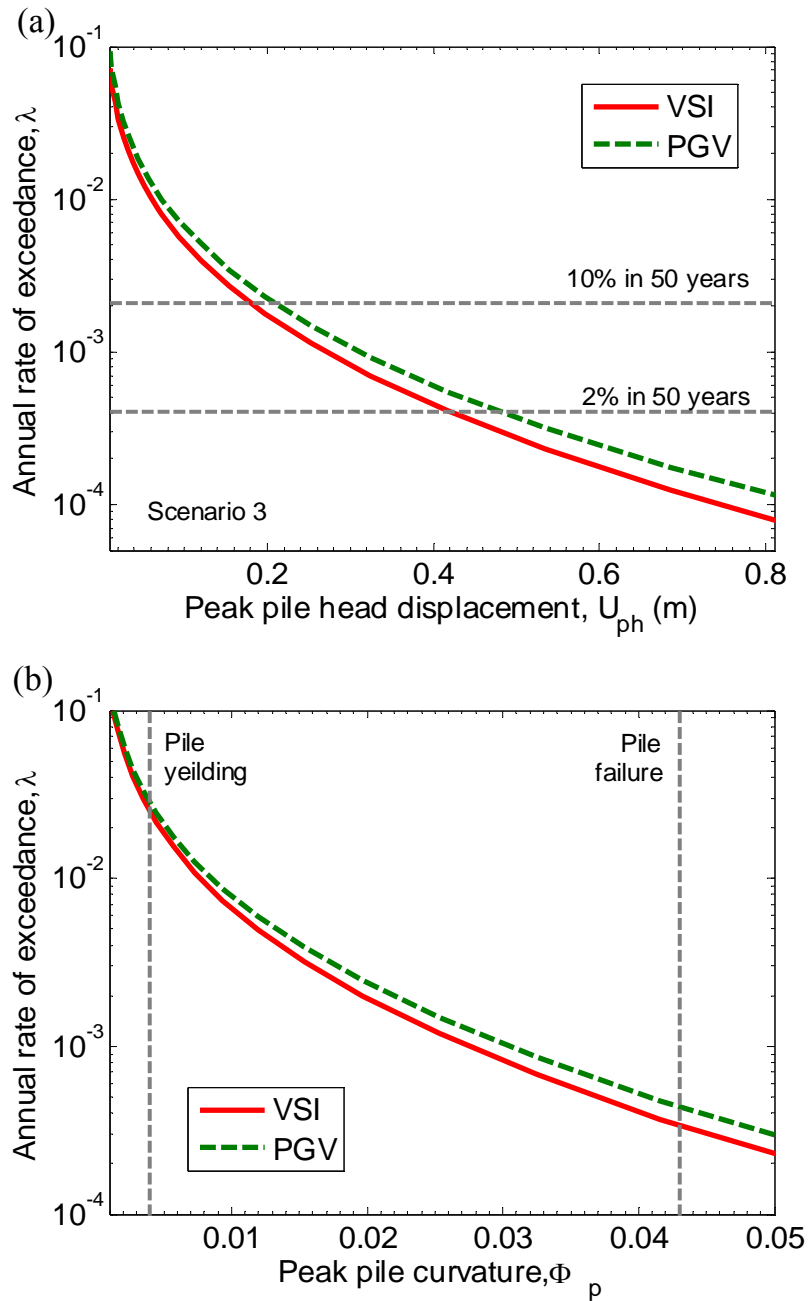 (a)
10^-1
10^-2
10^-3
10^-4
Annual rate of exceedance, λ
VSI
PGV
10% in 50 years
2% in 50 years
Scenario 3
0.2 0.4 0.6 0.8
Peak pile head displacement, U_ph (m)
(b)
10^-1
10^-2
10^-3
10^-4
Annual rate of exceedance, λ
Pile
yeilding
Pile
failure
VSI
PGV
0.01 0.02 0.03 0.04 0.05
Peak pile curvature,Φ p